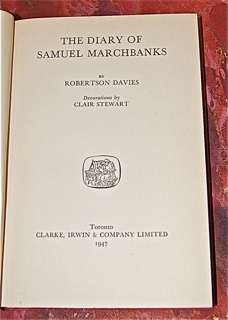 THE DIARY OF
SAMUEL MARCHBANKS
BY
ROBERTSON DAVIES
Decorations by
CLAIR STEWART
Toronto
CLARKE, IRWIN & COMPANY LIMITED
1947